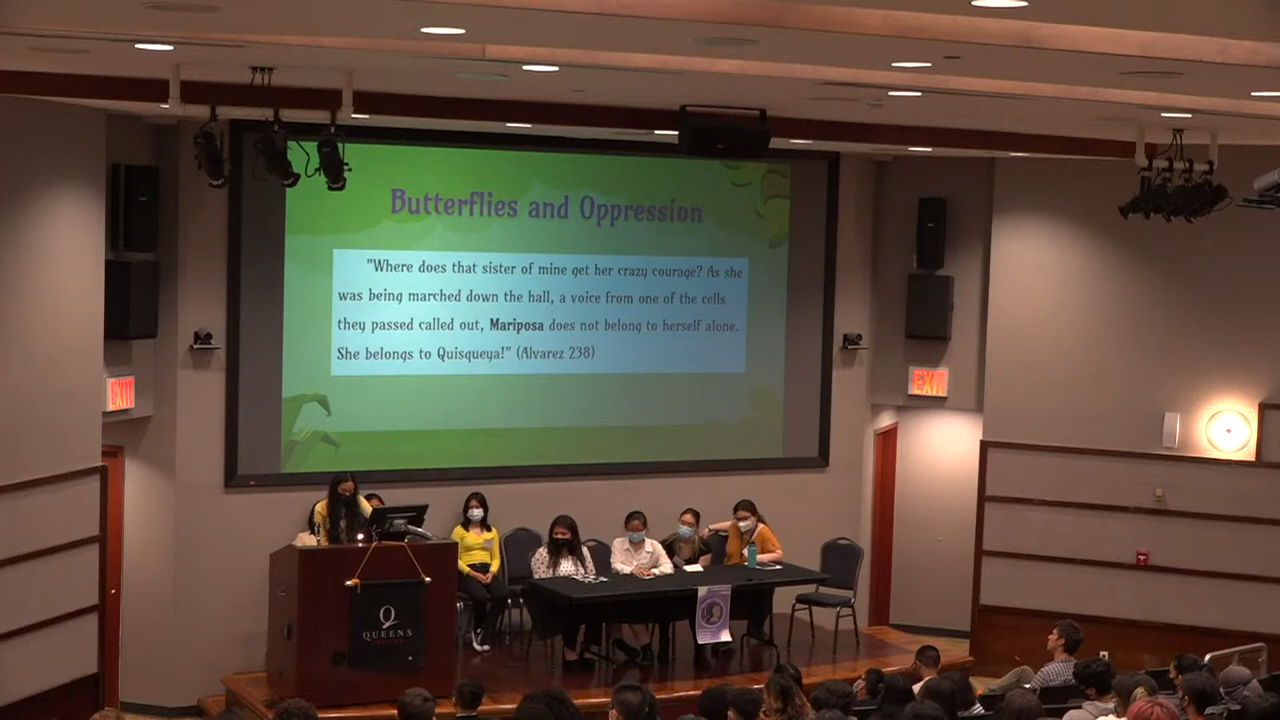 Butterflies and Oppression
"Where does that sister of mine get her crazy courage? As she
was being marched down the hall, a voice from one of the cells
they passed called out, Mariposa does not belong to herself alone.
She belongs to Quisqueya!" (Alvarez 238)
EXIT
EXIT
Q
QUEENS